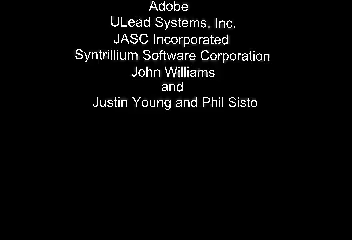 Adobe
ULead Systems, Inc.
JASC Incorporated
Syntrillium Software Corporation
John Williams
and
Justin Young and Phil Sisto